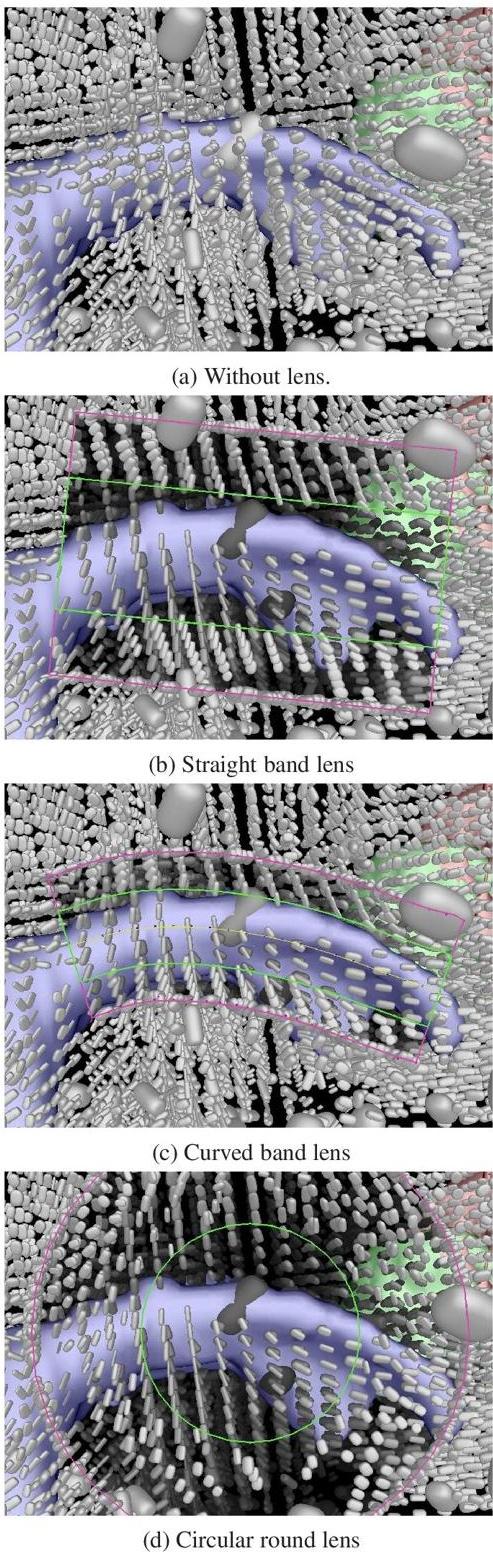 (a) Without lens.
(b) Straight band lens
(c) Curved band lens
(d) Circular round lens